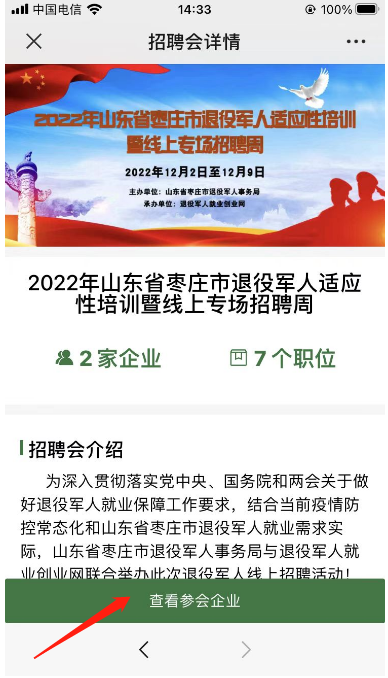 中国电信 14:33 100%
招聘会详情
2022年山东省枣庄市退役军人适应性培训
暨线上专场招聘周
2022年12月2日至12月9日
主办单位：山东省枣庄市退役军人事务局
承办单位：退役军人就业创业网
2022年山东省枣庄市退役军人适应
性培训暨线上专场招聘周
2 家企业 7 个职位
招聘会介绍
为深入贯彻落实党中央、国务院和两会关于做
好退役军人就业保障工作要求，结合当前疫情防
控常态化和山东省枣庄市退役军人就业需求实
际，山东省枣庄市退役军人事务局与退役军人就
业创业网联合举办此次退役军人线上招聘活动！
查看参会企业